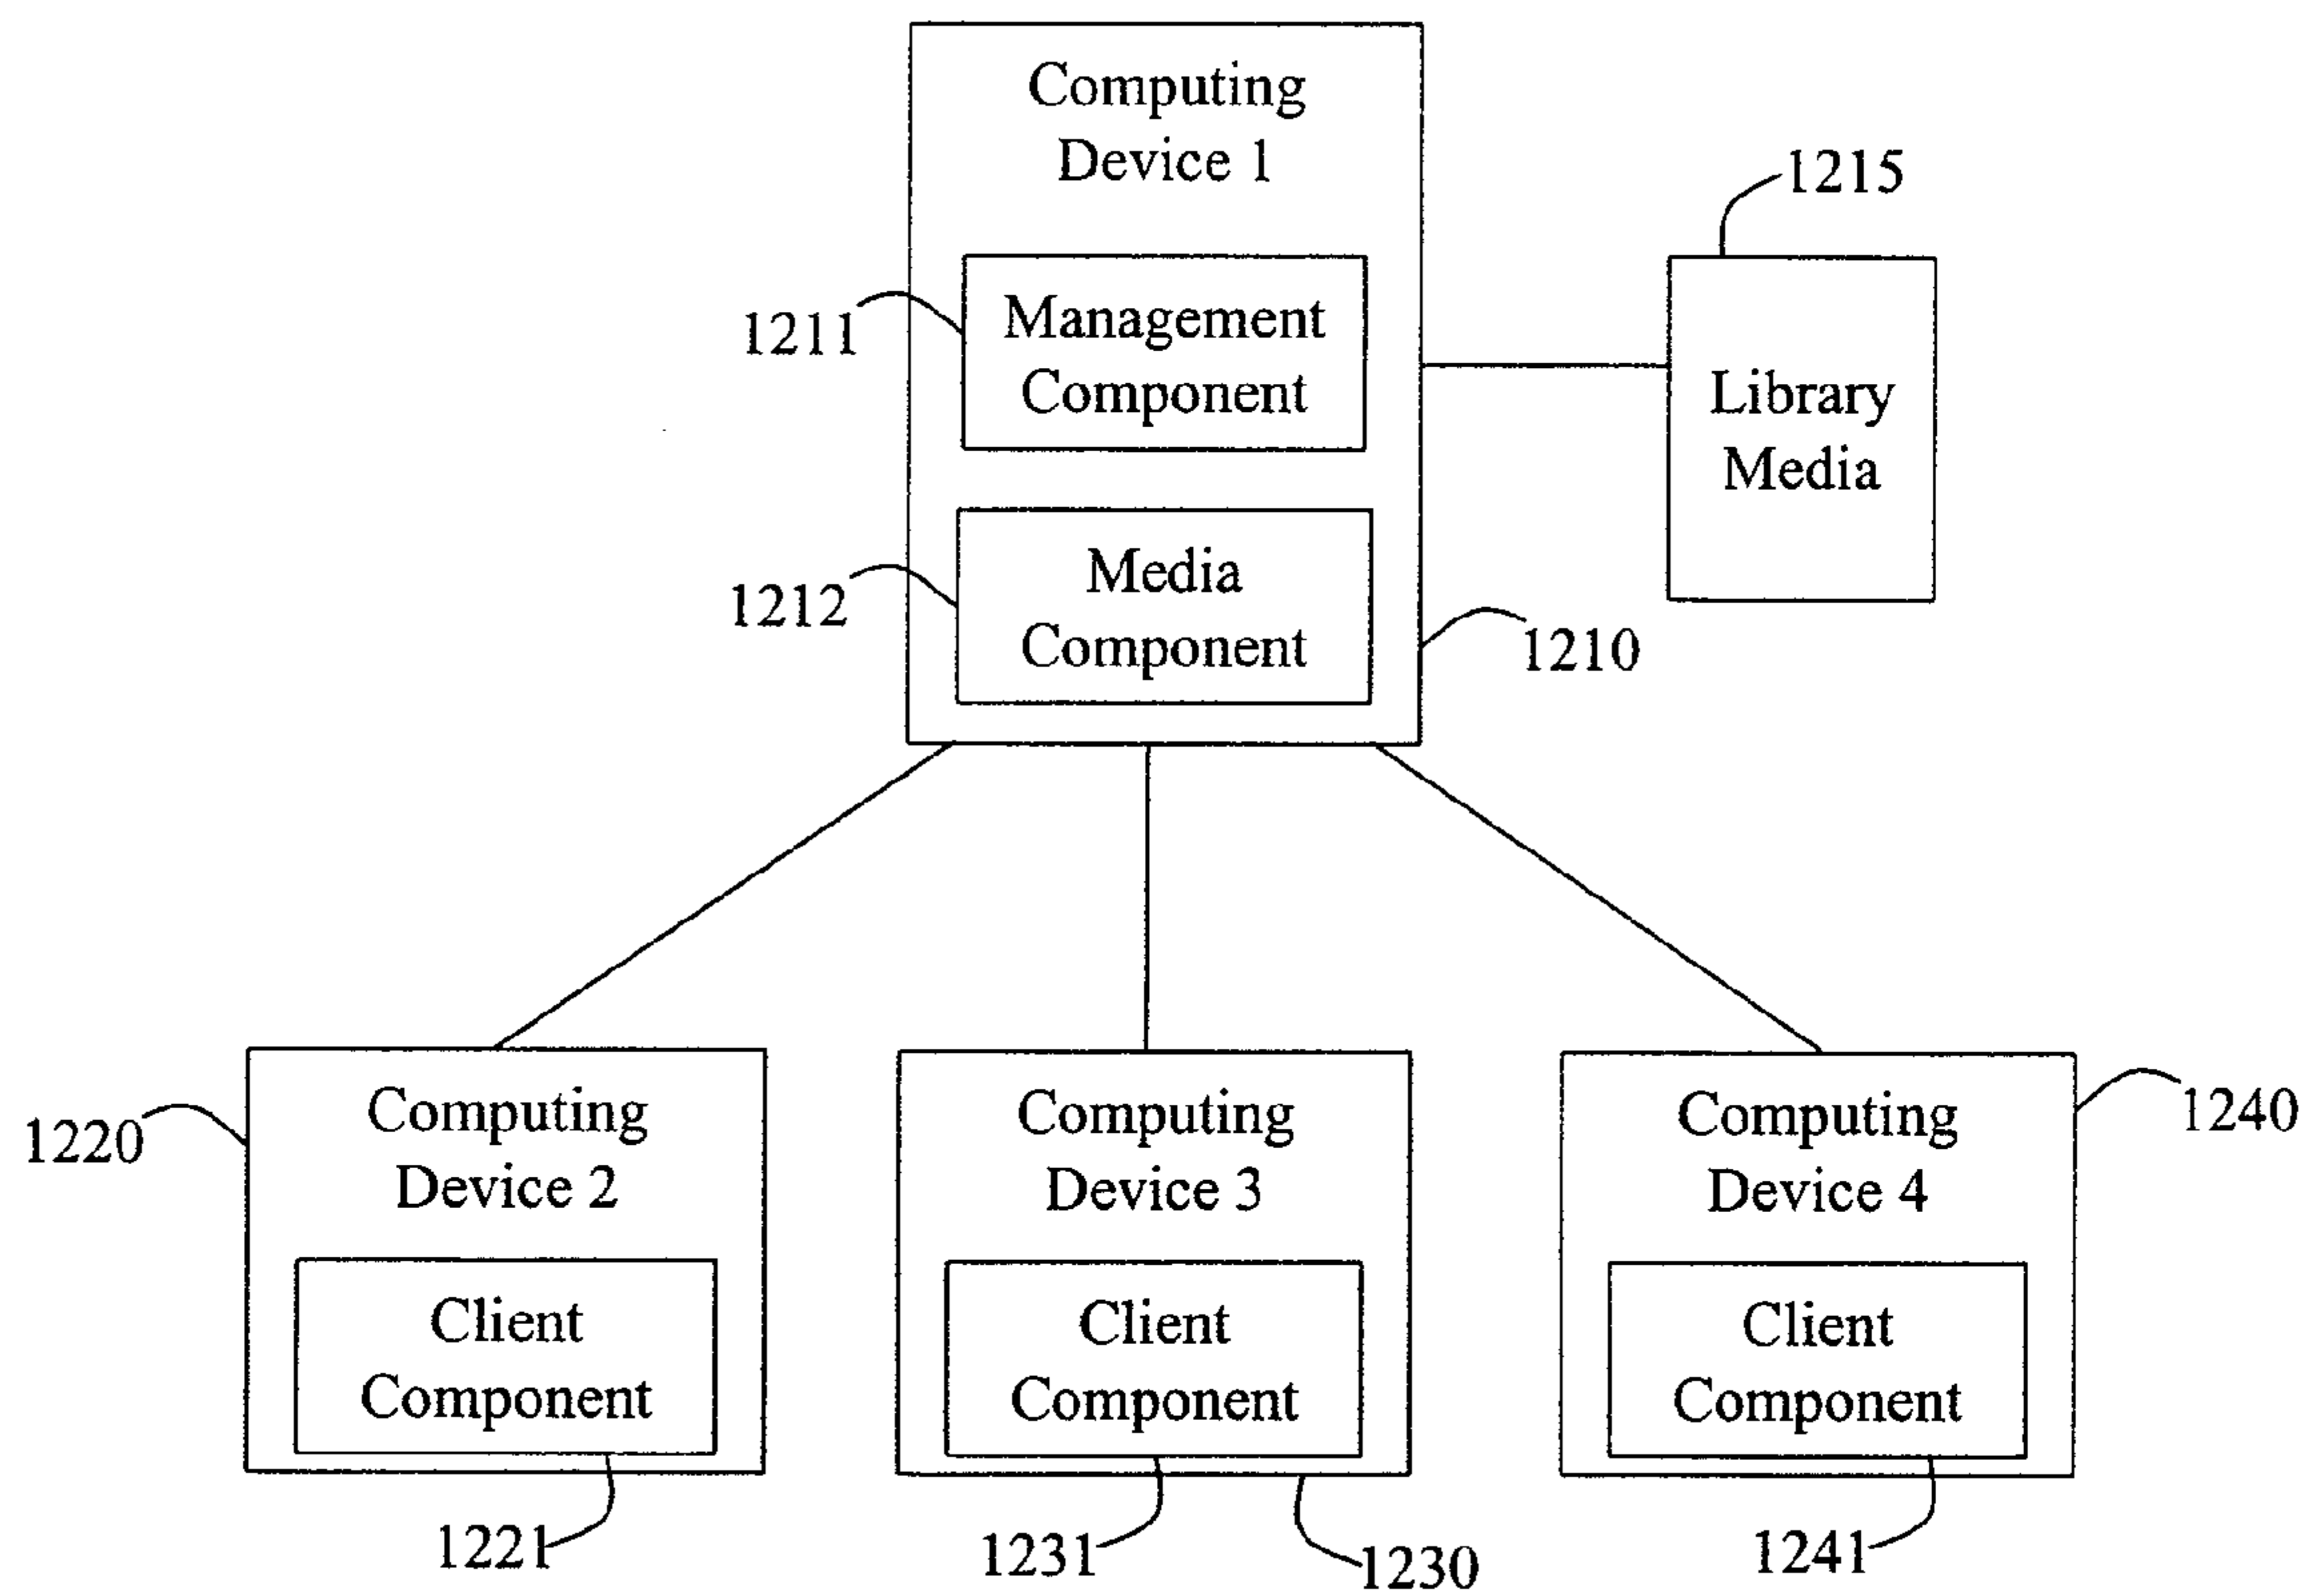 Computing
Device 1
1215
1211
Management
Component
Library
Media
1212
Media
Component
1210
1220
Computing
Device 2
Client
Component
1221
Computing
Device 3
Client
Component
1231
1230
Computing
Device 4
1240
Client
Component
1241